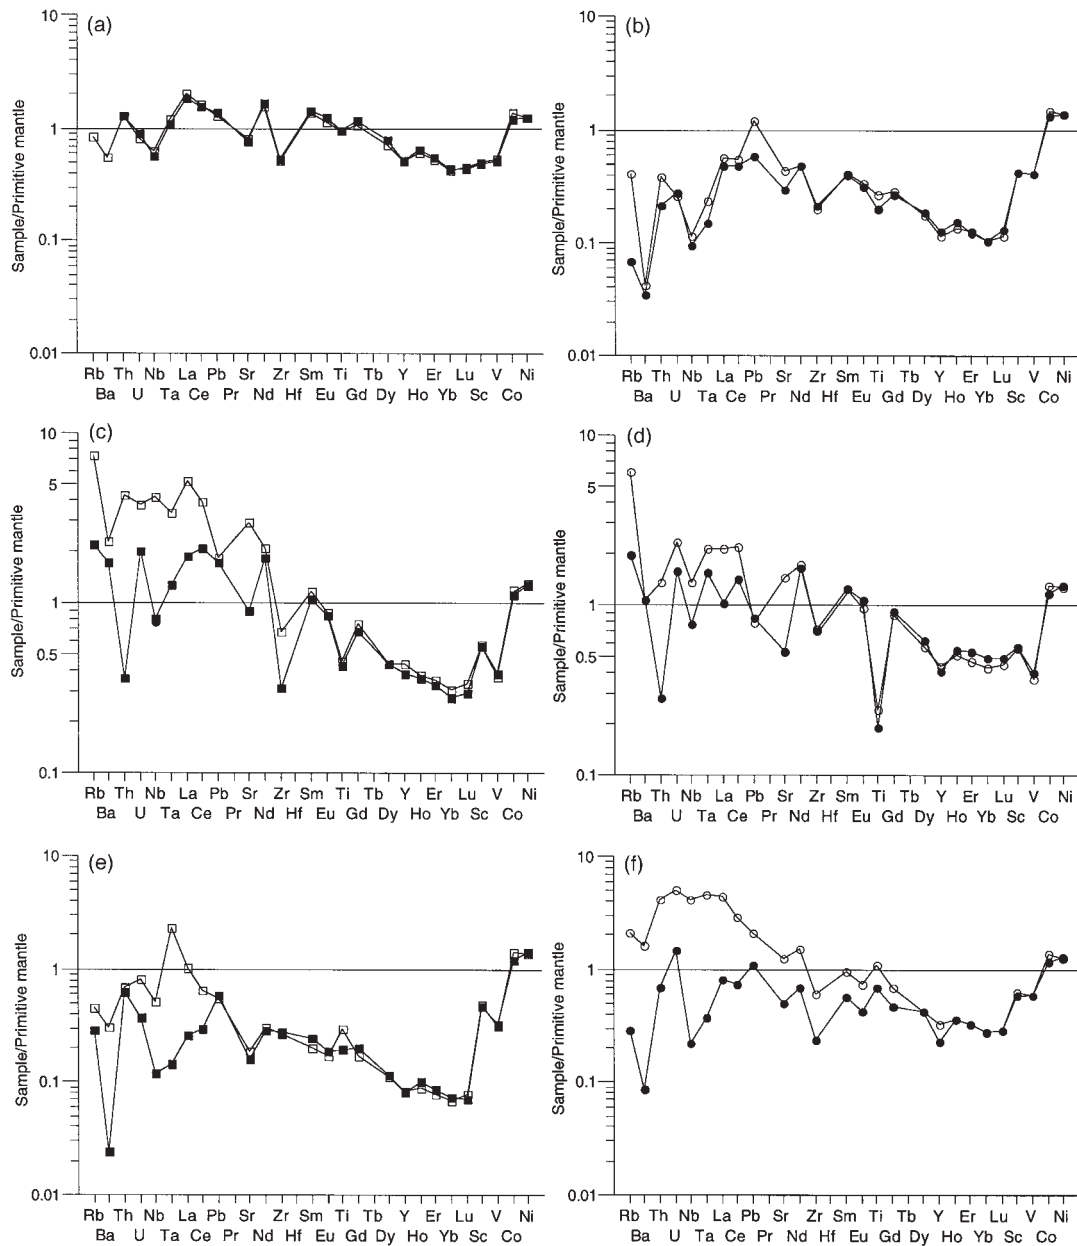 (a)
10
1
0.1
0.01
Sample/Primitive mantle
Rb Th Nb La Pb Sr Zr Sm Ti Tb Y Er Lu V Ni
Ba U Ta Ce Pr Nd Hf Eu Gd Dy Ho Yb Sc Co
(b)
10
1
0.1
0.01
Sample/Primitive mantle
Rb Th Nb La Pb Sr Zr Sm Ti Tb Y Er Lu V Ni
Ba U Ta Ce Pr Nd Hf Eu Gd Dy Ho Yb Sc Co
(c)
10
5
1
0.5
0.1
Sample/Primitive mantle
Rb Th Nb La Pb Sr Zr Sm Ti Tb Y Er Lu V Ni
Ba U Ta Ce Pr Nd Hf Eu Gd Dy Ho Yb Sc Co
(d)
10
5
1
0.5
0.1
Sample/Primitive mantle
Rb Th Nb La Pb Sr Zr Sm Ti Tb Y Er Lu V Ni
Ba U Ta Ce Pr Nd Hf Eu Gd Dy Ho Yb Sc Co
(e)
10
1
0.1
0.01
Sample/Primitive mantle
Rb Th Nb La Pb Sr Zr Sm Ti Tb Y Er Lu V Ni
Ba U Ta Ce Pr Nd Hf Eu Gd Dy Ho Yb Sc Co
(f)
10
1
0.1
0.01
Sample/Primitive mantle
Rb Th Nb La Pb Sr Zr Sm Ti Tb Y Er Lu V Ni
Ba U Ta Ce Pr Nd Hf Eu Gd Dy Ho Yb Sc Co